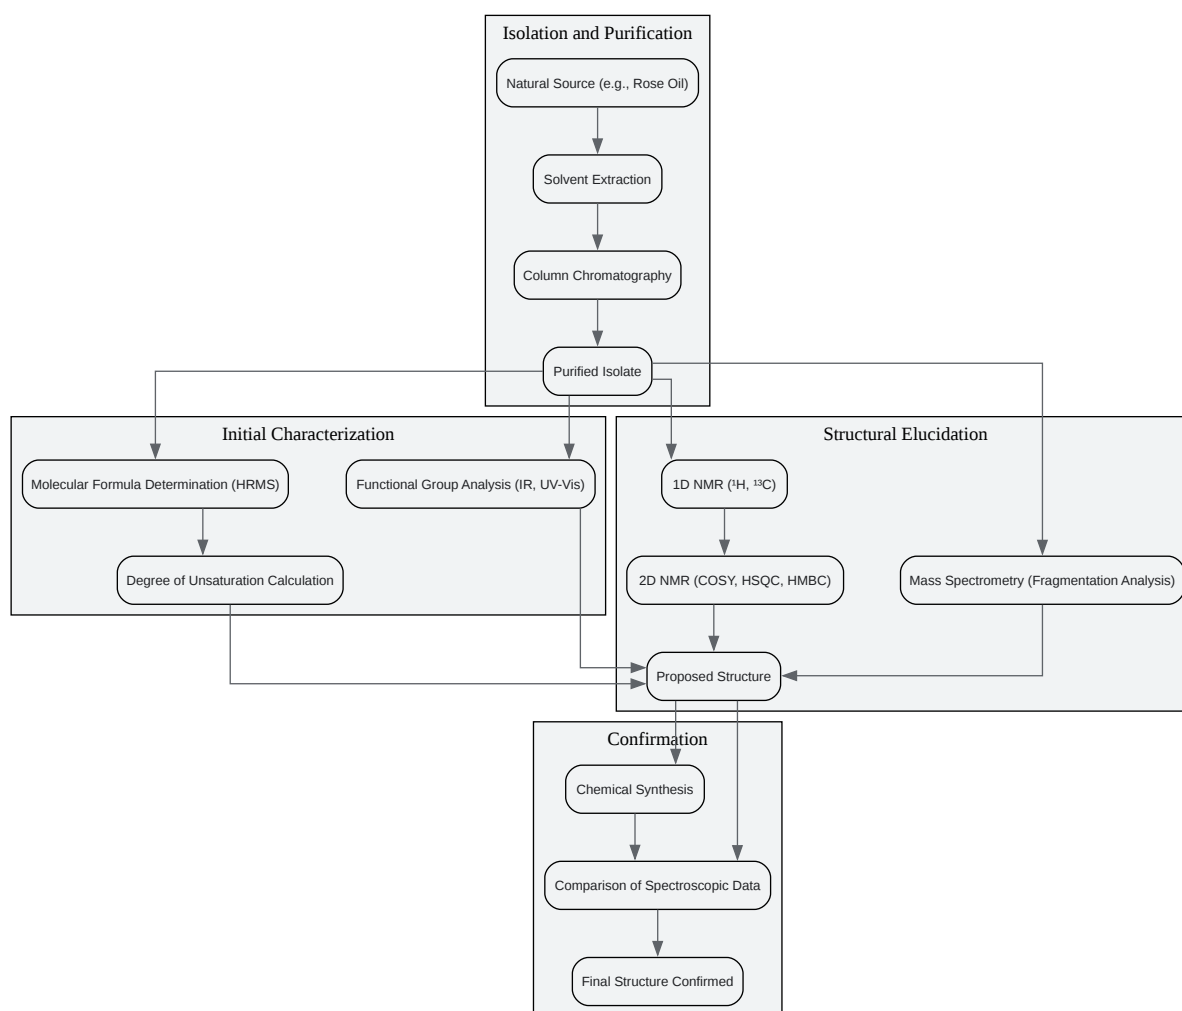 Isolation and Purification
Natural Source (e.g., Rose Oil)
Solvent Extraction
Column Chromatography
Purified Isolate
Initial Characterization
Molecular Formula Determination (HRMS)
Functional Group Analysis (IR, UV-Vis)
Degree of Unsaturation Calculation
Structural Elucidation
1D NMR (¹H, ¹³C)
2D NMR (COSY, HSQC, HMBC)
Mass Spectrometry (Fragmentation Analysis)
Proposed Structure
Confirmation
Chemical Synthesis
Comparison of Spectroscopic Data
Final Structure Confirmed